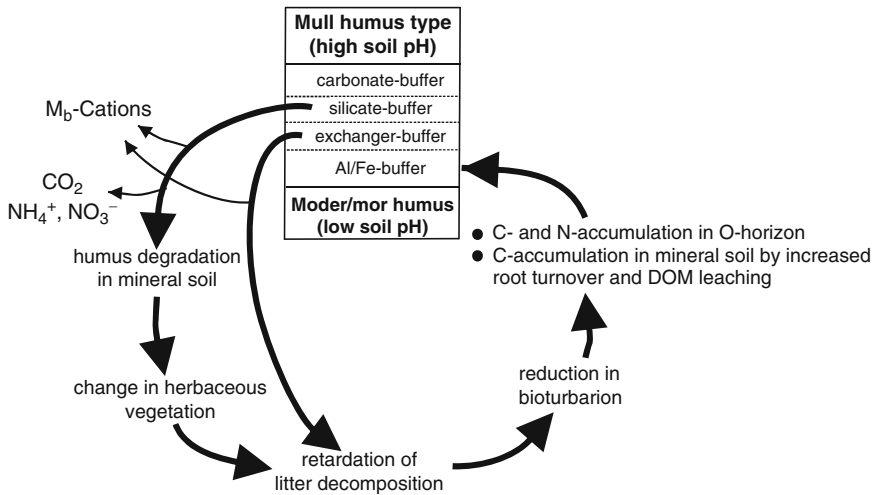 Mull humus type
(high soil pH)
carbonate-buffer
silicate-buffer
exchanger-buffer
Al/Fe-buffer
Moder/mor humus
(low soil pH)
M_b-Cations
CO₂
NH₄⁺, NO₃⁻
humus degradation
in mineral soil
change in herbaceous
vegetation
retardation of
litter decomposition
reduction in
bioturbarion
● C- and N-accumulation in O-horizon
● C-accumulation in mineral soil by increased
root turnover and DOM leaching